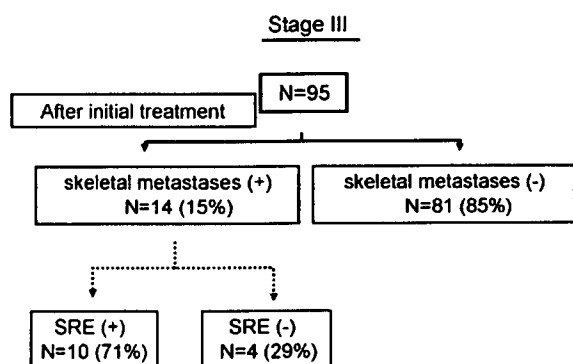 Stage III
N=95
After initial treatment
skeletal metastases (+)
N=14 (15%)
skeletal metastases (-)
N=81 (85%)
SRE (+)
N=10 (71%)
SRE (-)
N=4 (29%)